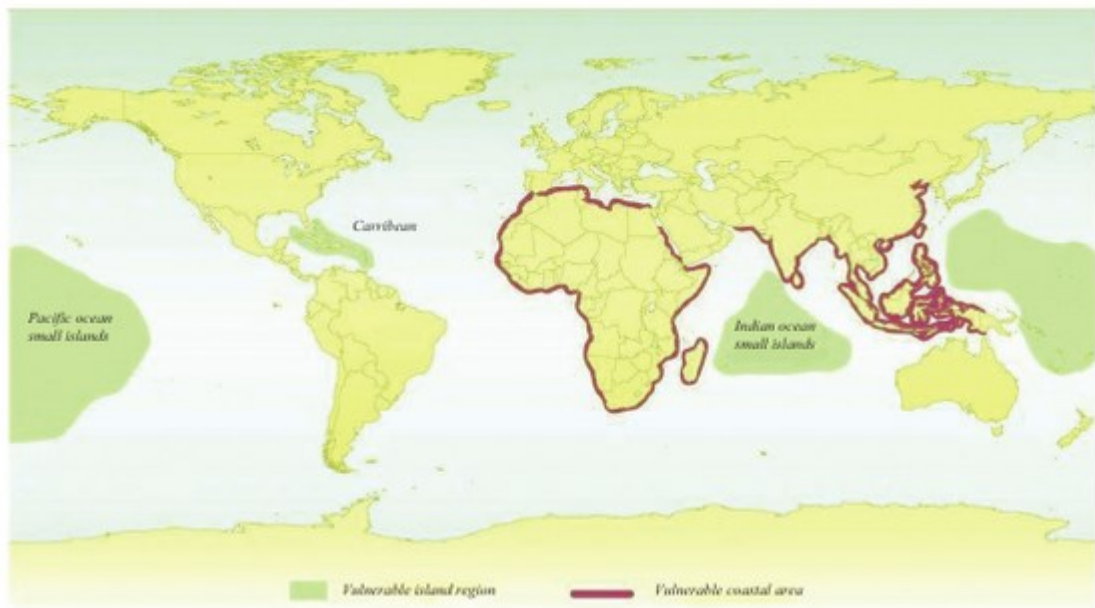 Carribean
Pacific ocean
small islands
Indian ocean
small islands
Vulnerable island region
Vulnerable coastal area